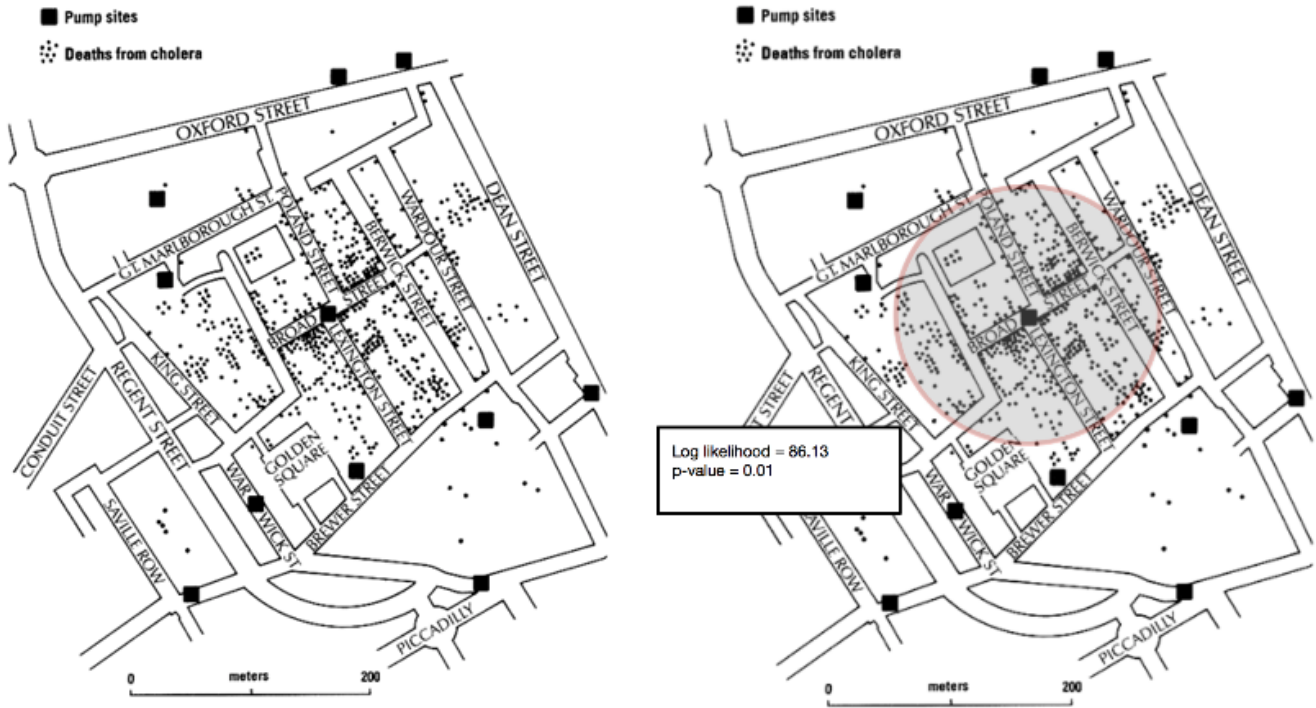 Pump sites
Deaths from cholera
OXFORD STREET
GT. MARLBOROUGH ST.
POLAND STREET
BERWICK STREET
WARDOUR STREET
DEAN STREET
BROAD STREET
LEXINGTON STREET
KING STREET
REGENT STREET
CONDUIT STREET
GOLDEN
SQUARE
WARWICK ST
BREWER STREET
SAVILLE ROW
PICCADILLY
0 meters 200
Pump sites
Deaths from cholera
OXFORD STREET
GT. MARLBOROUGH ST.
POLAND STREET
BERWICK STREET
WARDOUR STREET
DEAN STREET
BROAD STREET
LEXINGTON STREET
KING STREET
REGENT
STREET
Log likelihood = 86.13
p-value = 0.01
GOLDEN
SQUARE
WARWICK ST
BREWER STREET
ROW
PICCADILLY
0 meters 200